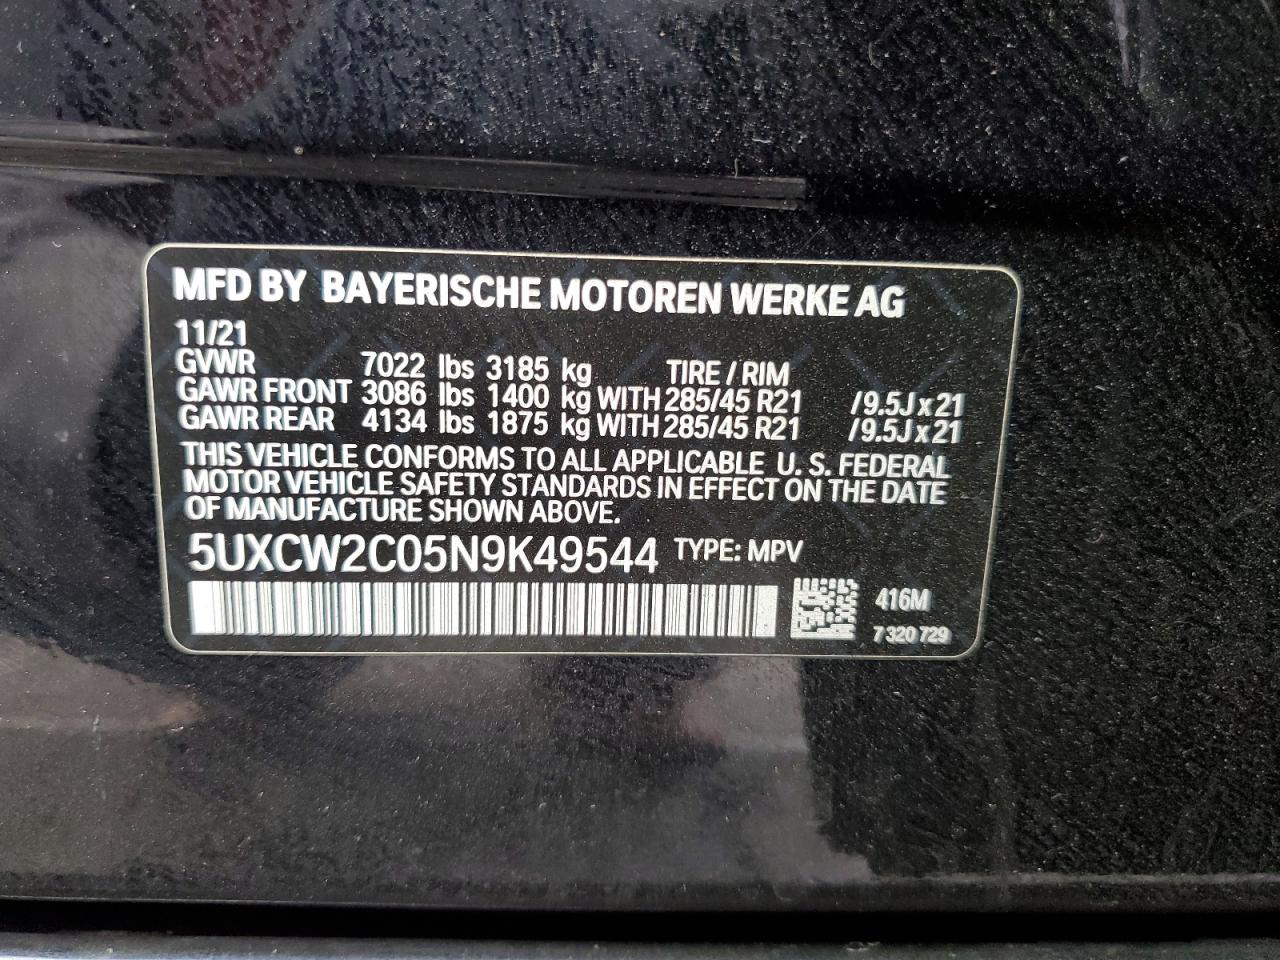 MFD BY BAYERISCHE MOTOREN WERKE AG
11/21
GVWR 7022 lbs 3185 kg TIRE / RIM
GAWR FRONT 3086 lbs 1400 kg WITH 285/45 R21 /9.5J x 21
GAWR REAR 4134 lbs 1875 kg WITH 285/45 R21 /9.5J x 21
THIS VEHICLE CONFORMS TO ALL APPLICABLE U. S. FEDERAL
MOTOR VEHICLE SAFETY STANDARDS IN EFFECT ON THE DATE
OF MANUFACTURE SHOWN ABOVE.
5UXCW2C05N9K49544 TYPE: MPV
416M
7 320 729